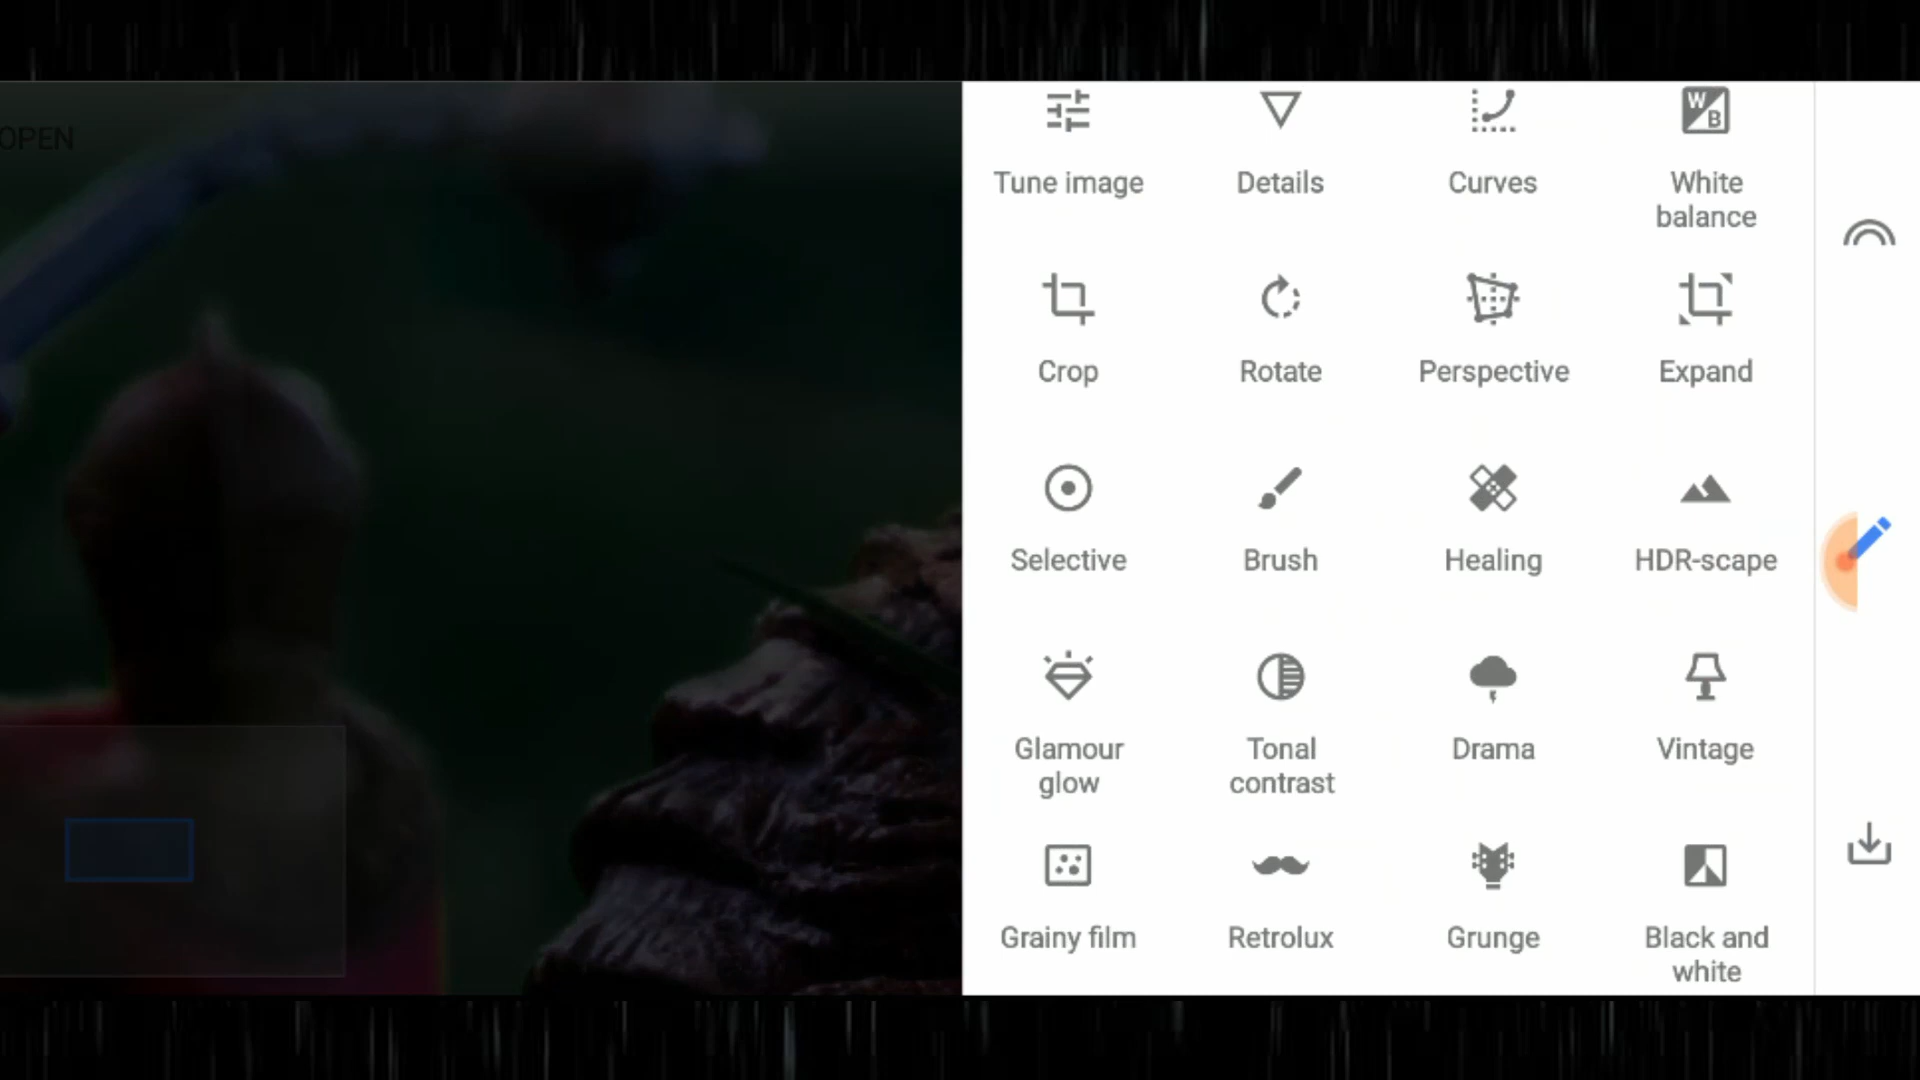 OPEN
Tune image
Details
Curves
White
balance
Crop
Rotate
Perspective
Expand
Selective
Brush
Healing
HDR-scape
Glamour
glow
Tonal
contrast
Drama
Vintage
Grainy film
Retrolux
Grunge
Black and
white